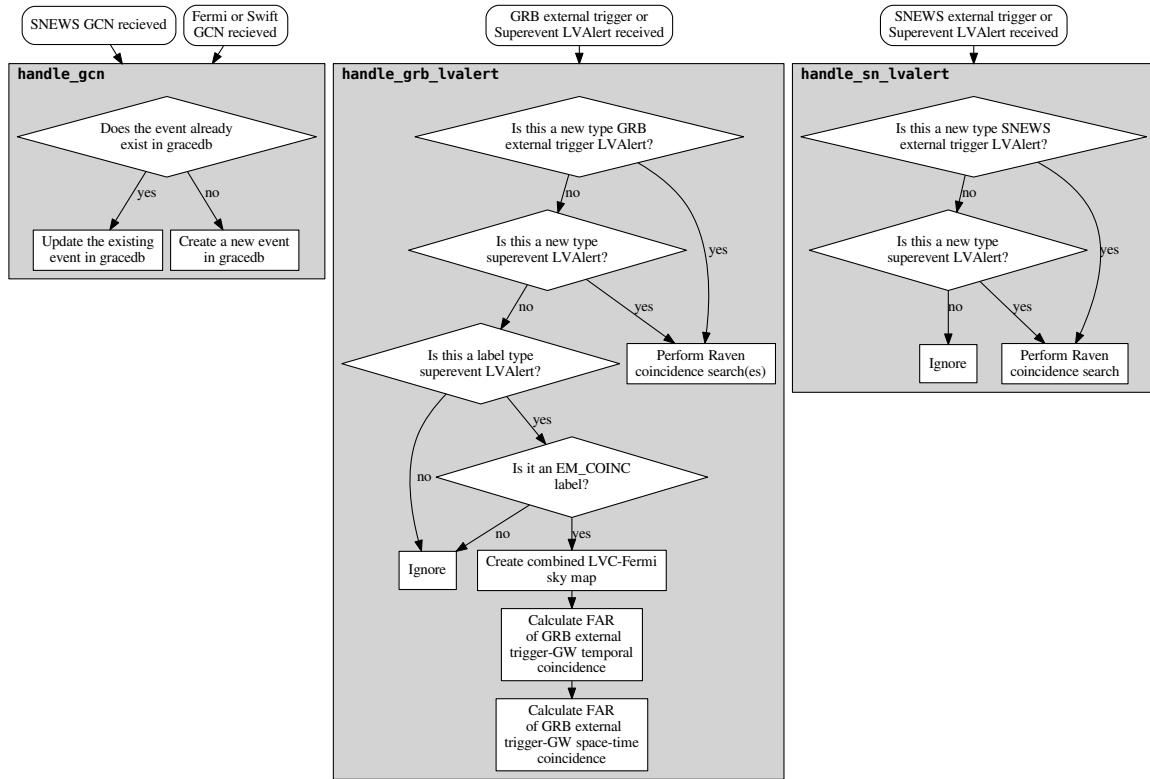 SNEWS GCN recieved
Fermi or Swift
GCN recieved
handle_gcn
Does the event already
exist in gracedb
yes
no
Update the existing
event in gracedb
Create a new event
in gracedb
GRB external trigger or
Superevent LVAlert received
handle_grb_lvalert
Is this a new type GRB
external trigger LVAlert?
no
yes
Is this a new type
superevent LVAlert?
no
yes
Is this a label type
superevent LVAlert?
Perform Raven
coincidence search(es)
yes
no
Is it an EM_COINC
label?
no
yes
Ignore
Create combined LVC-Fermi
sky map
Calculate FAR
of GRB external
trigger-GW temporal
coincidence
Calculate FAR
of GRB external
trigger-GW space-time
coincidence
SNEWS external trigger or
Superevent LVAlert received
handle_sn_lvalert
Is this a new type SNEWS
external trigger LVAlert?
no
yes
Is this a new type
superevent LVAlert?
no
yes
Ignore
Perform Raven
coincidence search